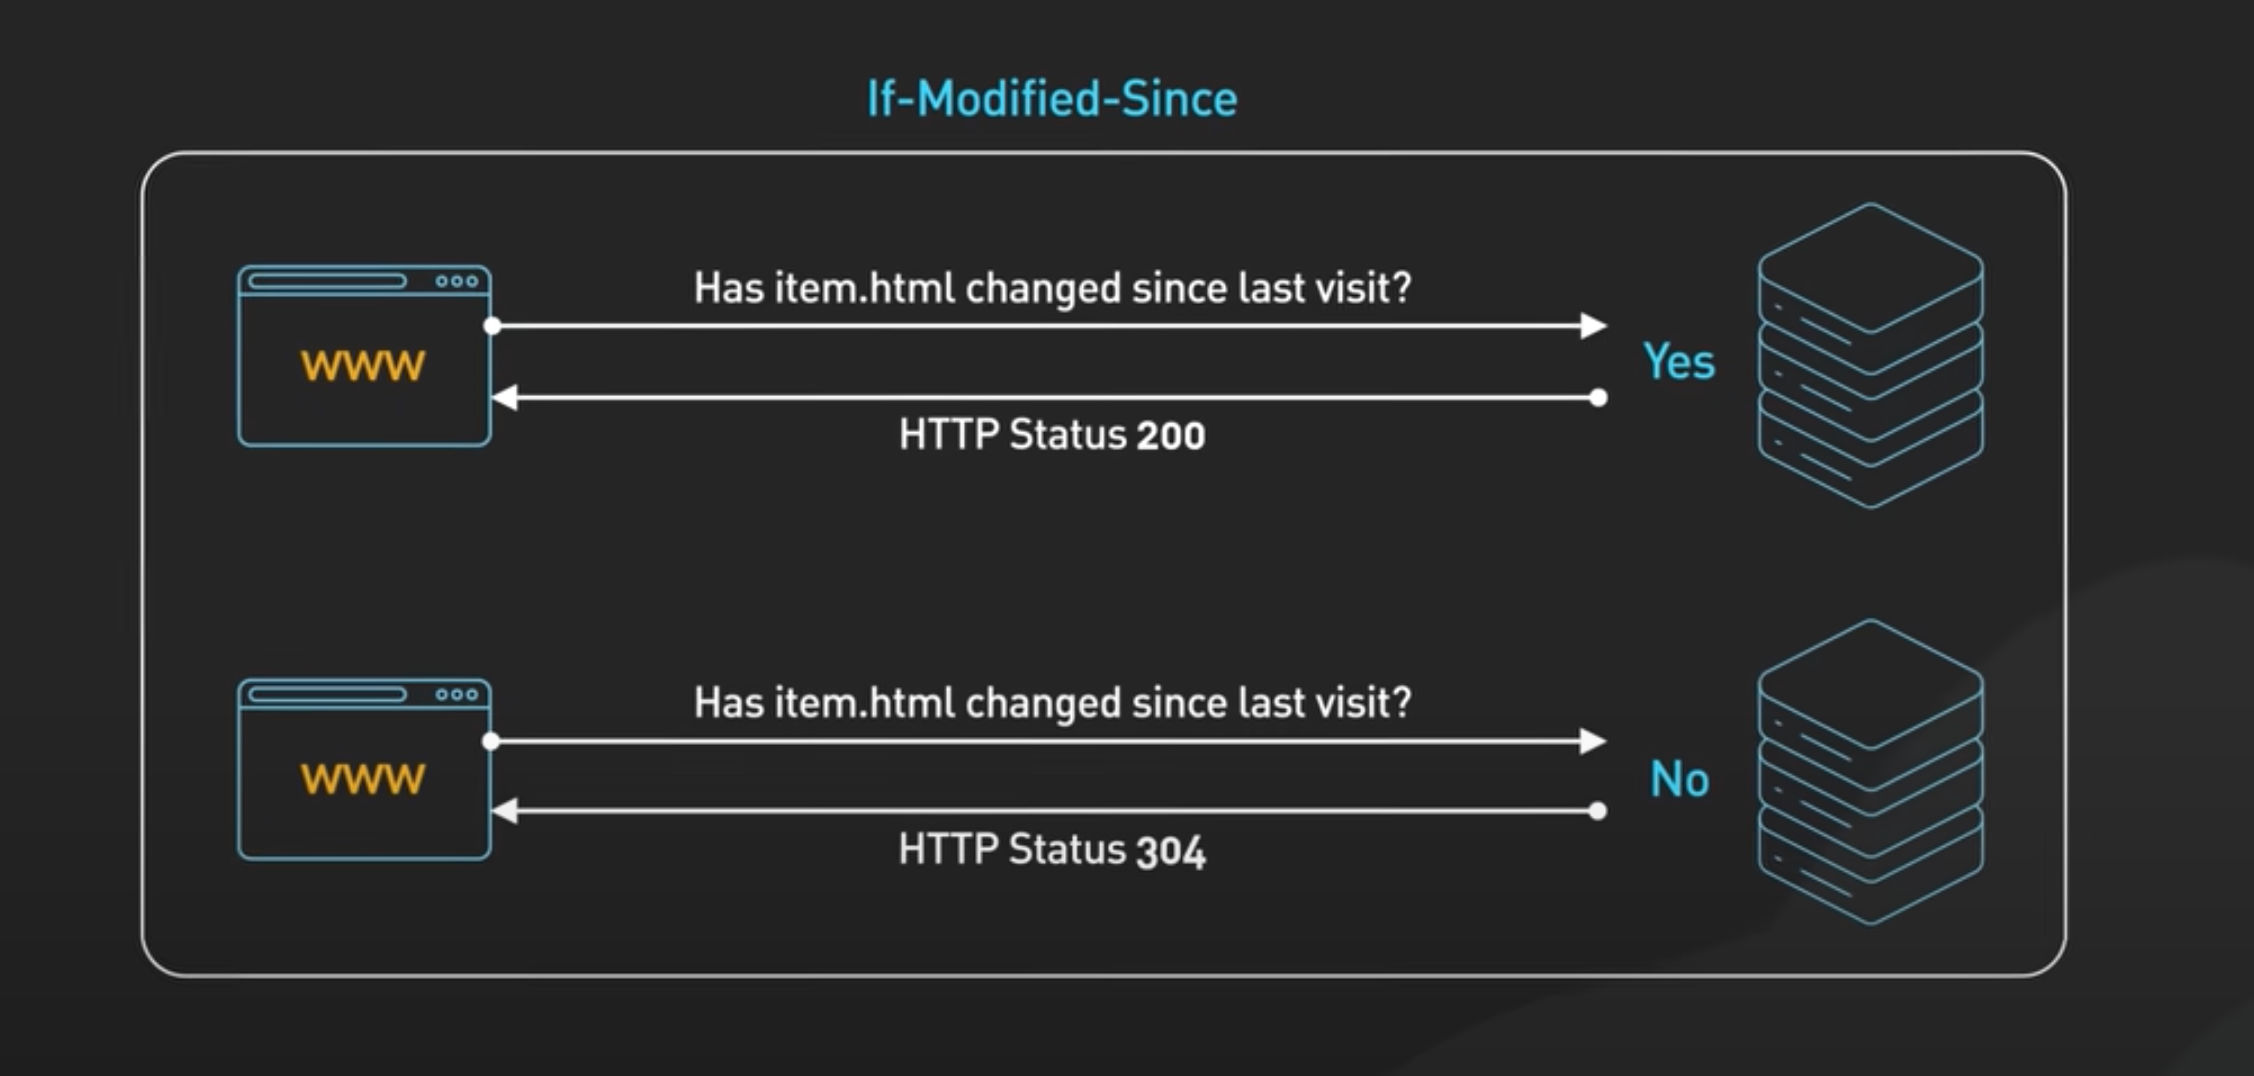 If-Modified-Since
Has item.html changed since last visit?
www
Yes
HTTP Status 200
Has item.html changed since last visit?
www
No
HTTP Status 304